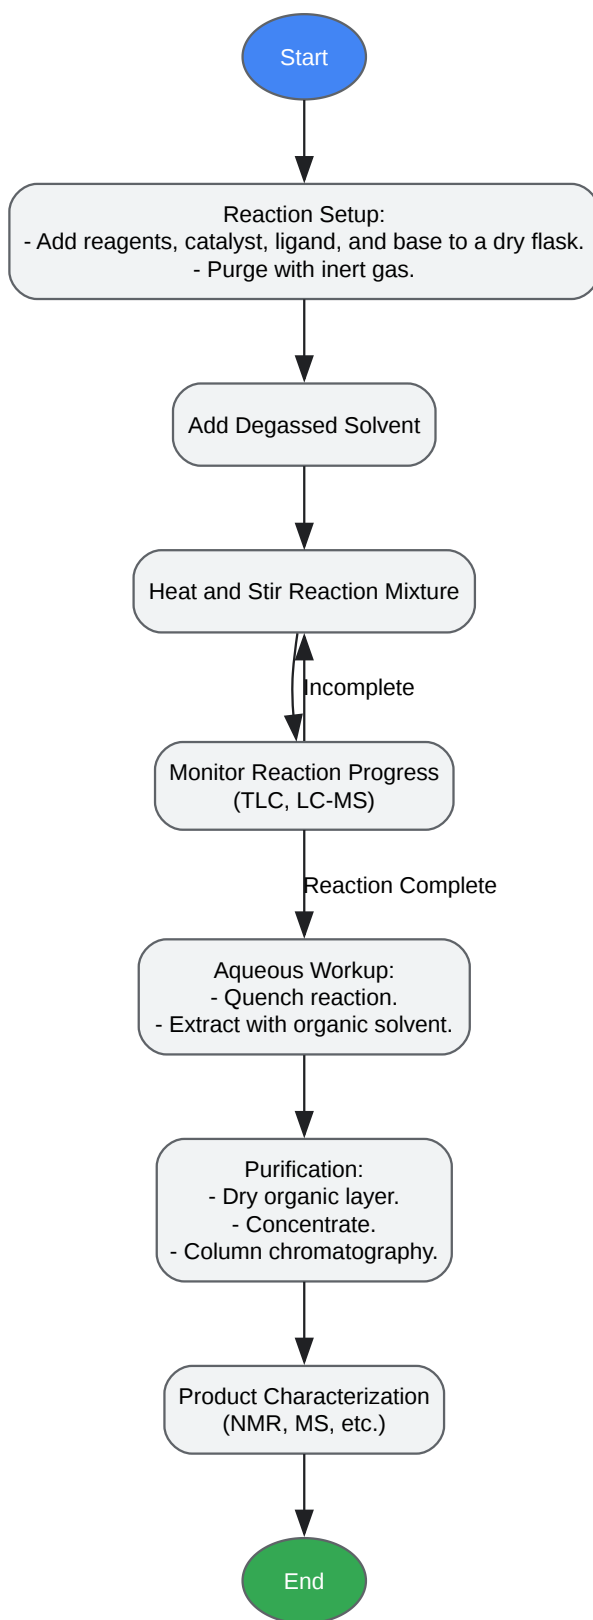 Start
Reaction Setup:
- Add reagents, catalyst, ligand, and base to a dry flask.
- Purge with inert gas.
Add Degassed Solvent
Heat and Stir Reaction Mixture
Incomplete
Monitor Reaction Progress
(TLC, LC-MS)
Reaction Complete
Aqueous Workup:
- Quench reaction.
- Extract with organic solvent.
Purification:
- Dry organic layer.
- Concentrate.
- Column chromatography.
Product Characterization
(NMR, MS, etc.)
End